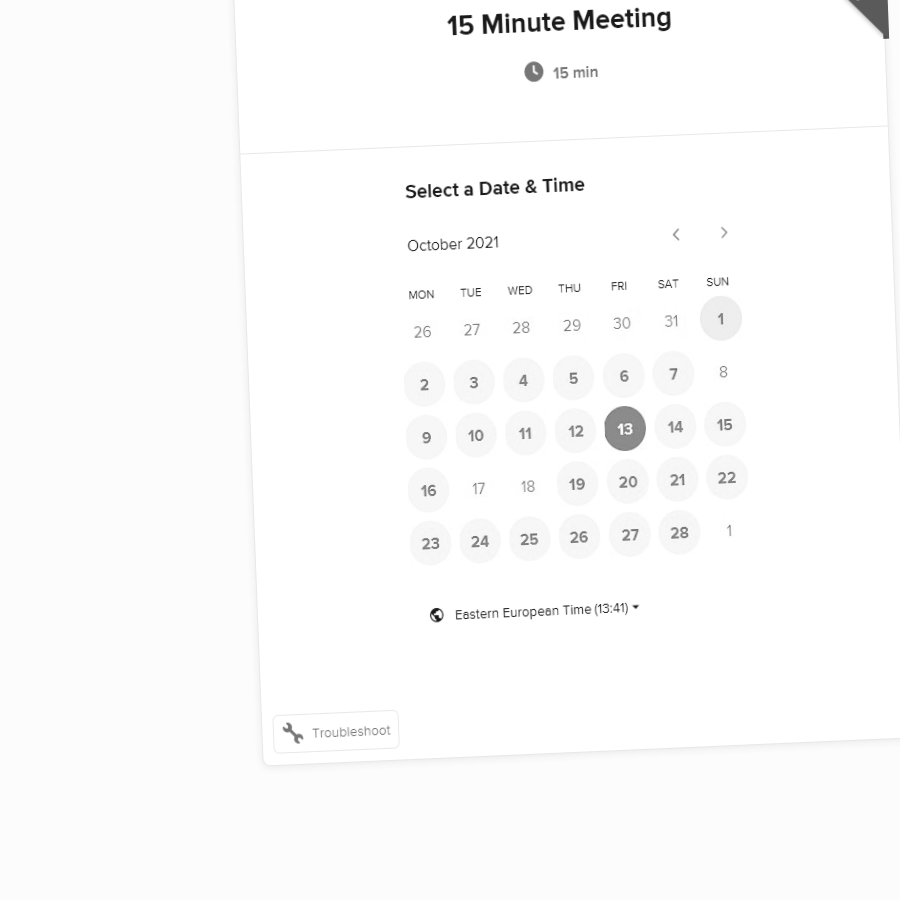 15 Minute Meeting
15 min
Select a Date & Time
October 2021
MON TUE WED THU FRI SAT SUN
26 27 28 29 30 31 1
2 3 4 5 6 7 8
9 10 11 12 13 14 15
16 17 18 19 20 21 22
23 24 25 26 27 28 1
Eastern European Time (13:41)
Troubleshoot